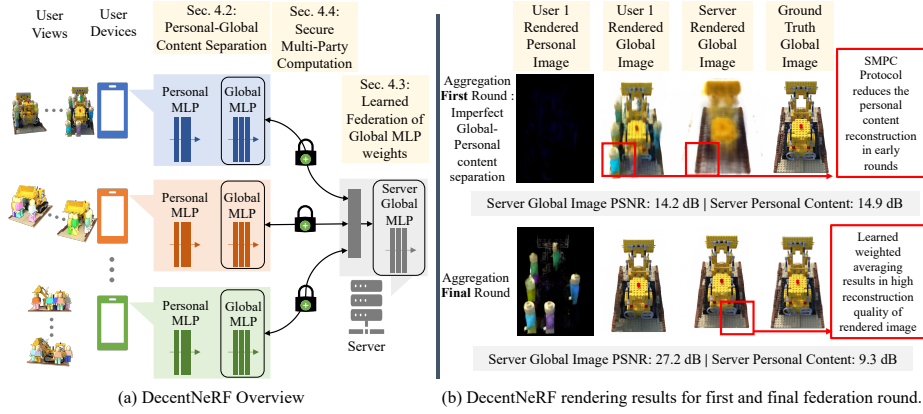 User
Views
User
Devices
Sec. 4.2:
Personal-Global
Content Separation
Sec. 4.4:
Secure
Multi-Party
Computation
Sec. 4.3:
Learned
Federation of
Global MLP
weights
Personal
MLP
Global
MLP
Personal
MLP
Global
MLP
Personal
MLP
Global
MLP
Server
Global
MLP
Server
(a) DecentNeRF Overview
User 1
Rendered
Personal
Image
User 1
Rendered
Global
Image
Server
Rendered
Global
Image
Ground
Truth
Global
Image
Aggregation
First Round :
Imperfect
Global-
Personal
content
separation
SMPC
Protocol
reduces the
personal
content
reconstruction
in early
rounds
Server Global Image PSNR: 14.2 dB | Server Personal Content: 14.9 dB
Aggregation
Final Round
Learned
weighted
averaging
results in high
reconstruction
quality of
rendered image
Server Global Image PSNR: 27.2 dB | Server Personal Content: 9.3 dB
(b) DecentNeRF rendering results for first and final federation round.